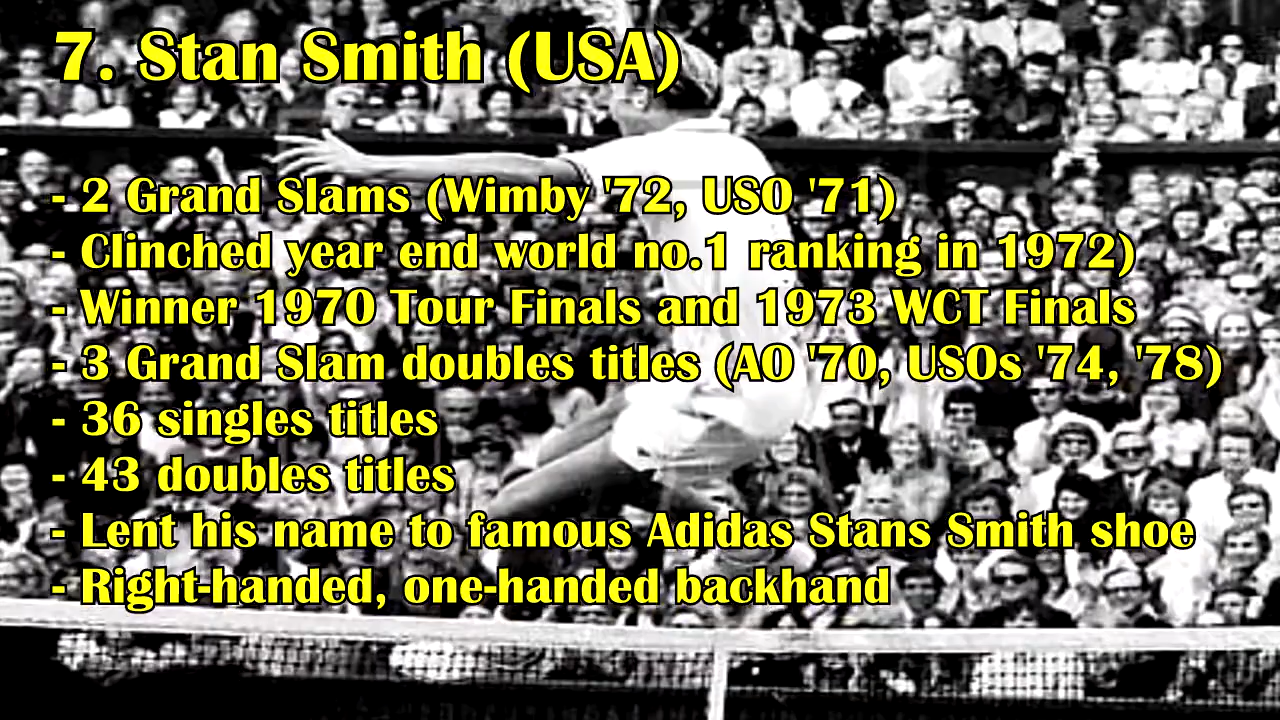 7. Stan Smith (USA)
- 2 Grand Slams (Wimby '72, USO '71)
- Clinched year end world no.1 ranking in 1972)
- Winner 1970 Tour Finals and 1973 WCT Finals
- 3 Grand Slam doubles titles (AO '70, USOs '74, '78)
- 36 singles titles
- 43 doubles titles
- Lent his name to famous Adidas Stans Smith shoe
- Right-handed, one-handed backhand